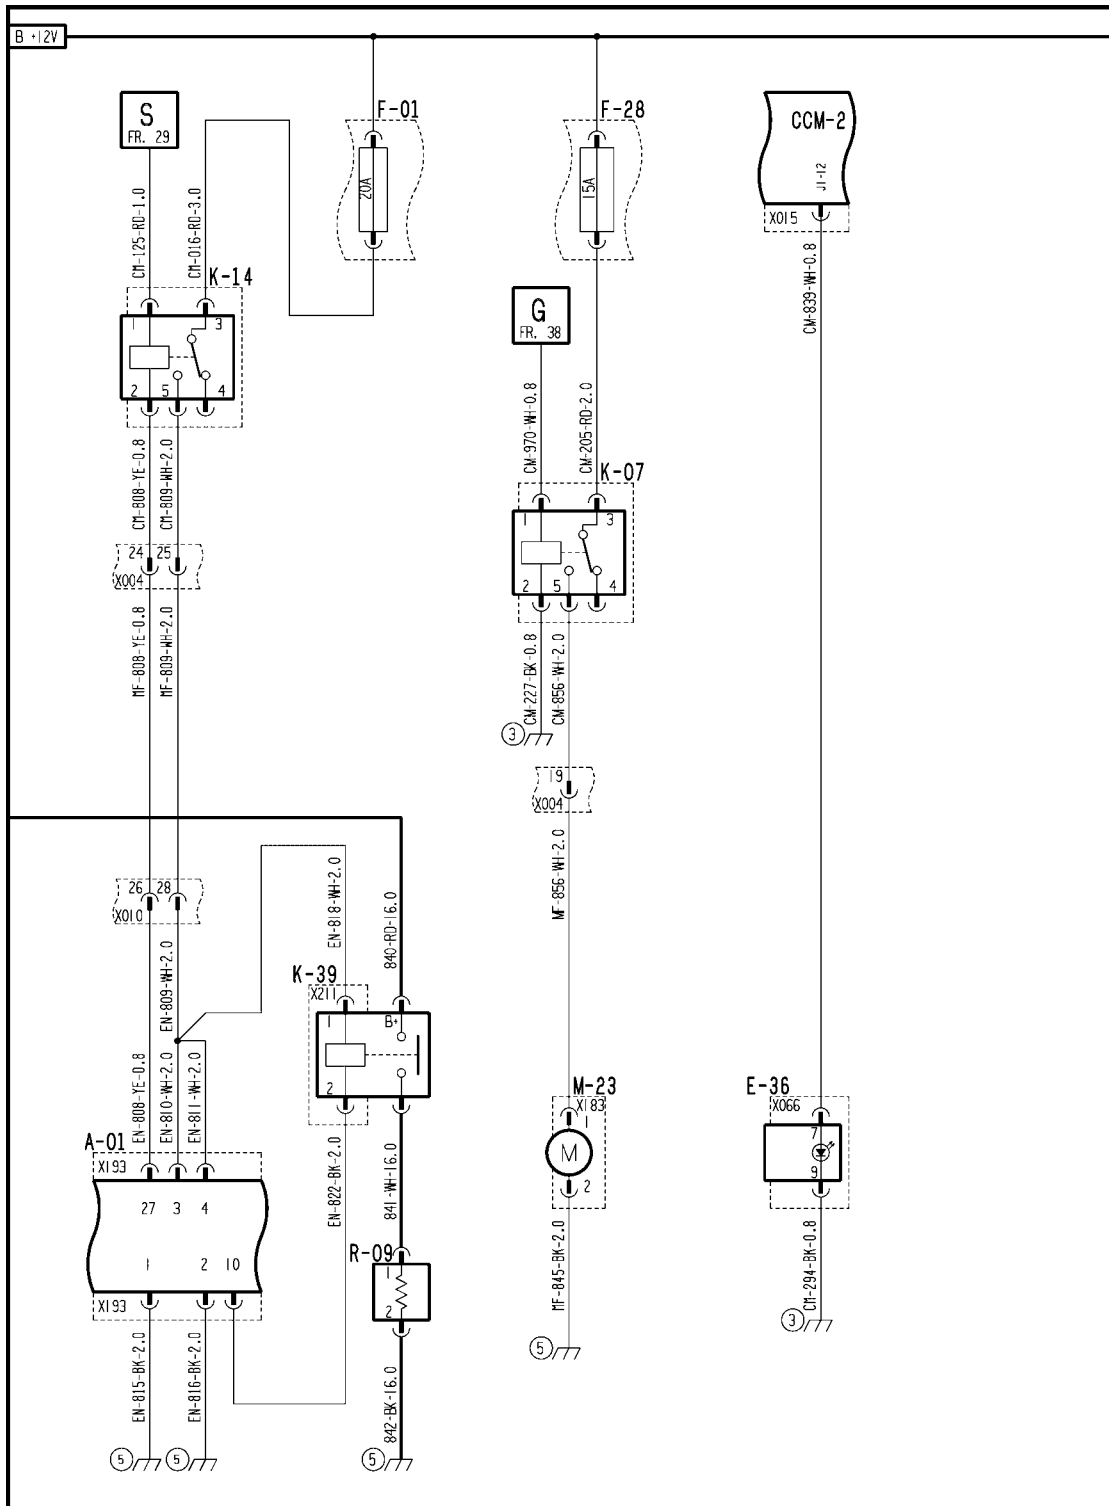 B +12V
S
FR. 29
F-01
F-28
CCM-2
J1-12
X015
20A
15A
CM-125-RD-1.0
CM-016-RD-3.0
CM-839-WH-0.8
K-14
1
3
2
5
4
G
FR. 38
CM-970-WH-0.8
CM-205-RD-2.0
CM-808-YE-0.8
CM-809-WH-2.0
K-07
1
3
2
5
4
24
25
X004
MF-808-YE-0.8
MF-809-WH-2.0
CM-227-BK-0.8
CM-856-WH-2.0
3
19
X004
MF-856-WH-2.0
26
28
X010
EN-818-WH-2.0
840-RD-16.0
EN-809-WH-2.0
K-39
X211
1
B+
2
EN-808-YE-0.8
EN-810-WH-2.0
EN-811-WH-2.0
M-23
X183
1
M
2
E-36
X066
7
9
A-01
X193
27
3
4
1
2
10
X193
EN-822-BK-2.0
841-WH-16.0
R-09
1
2
MF-845-BK-2.0
CM-294-BK-0.8
3
5
EN-815-BK-2.0
EN-816-BK-2.0
842-BK-16.0
5
5
5